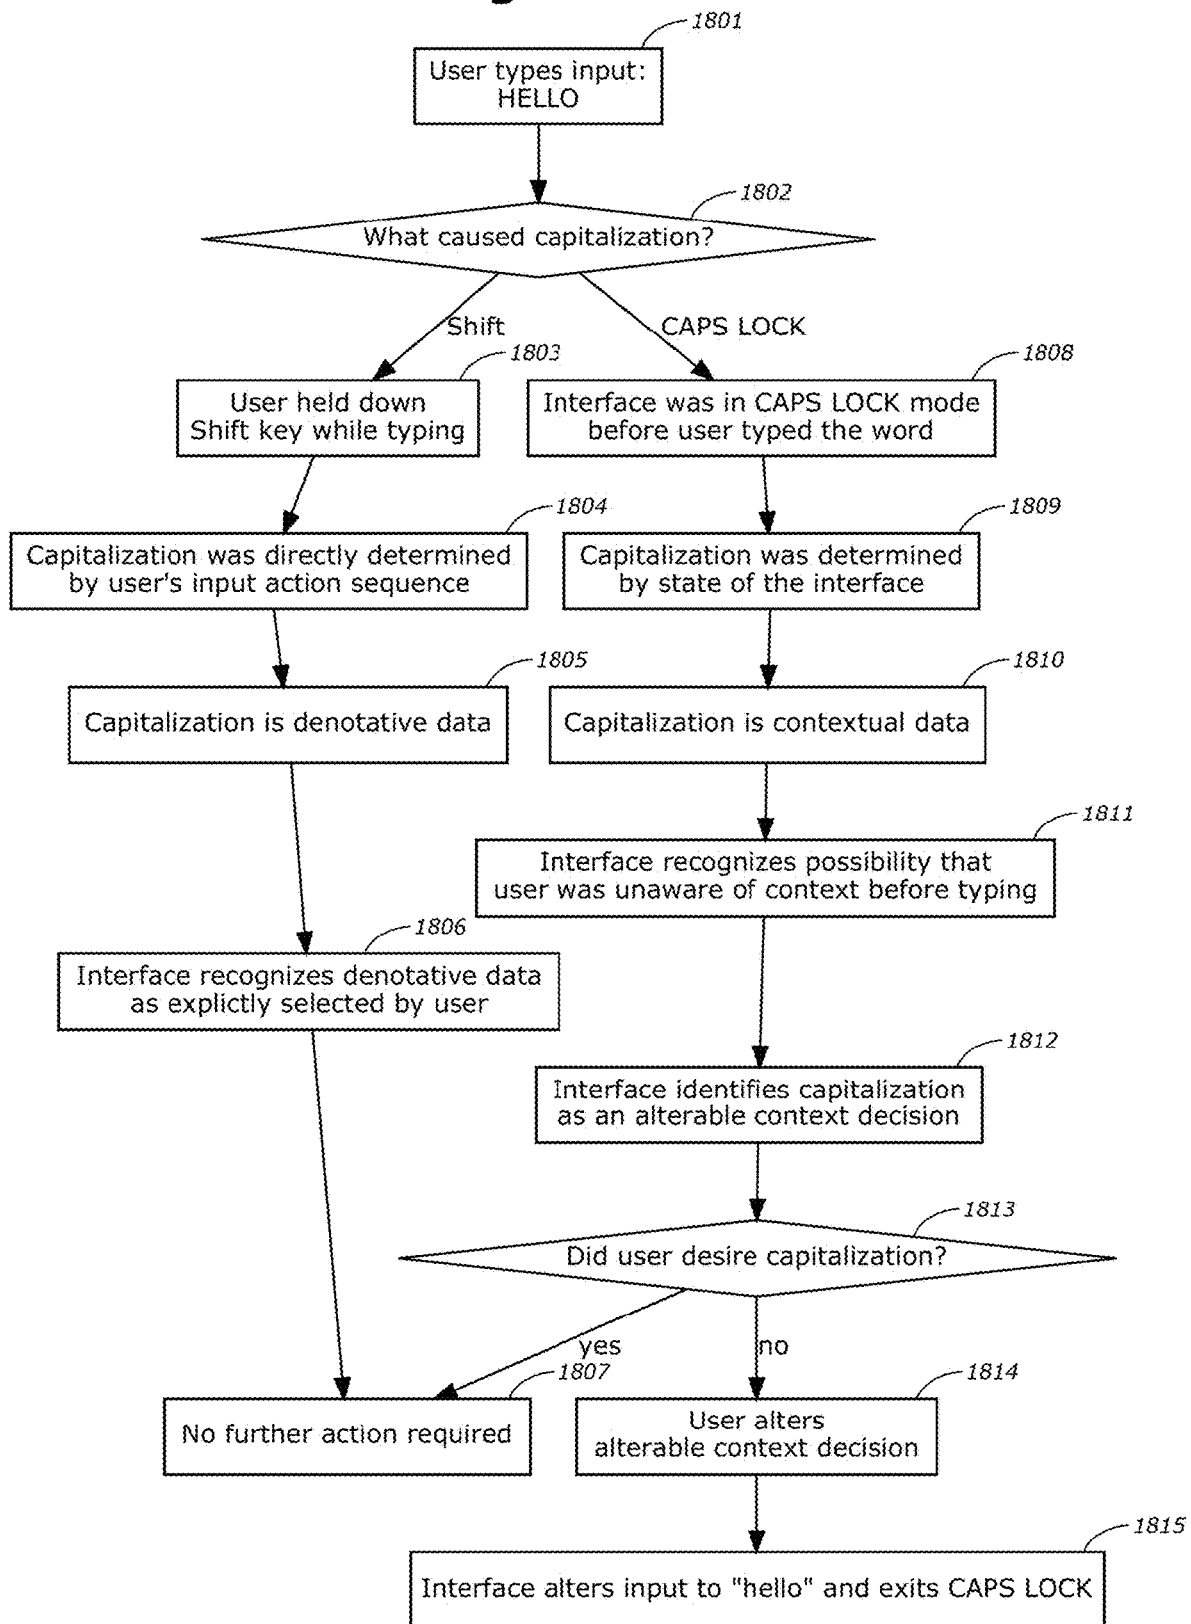 1801
User types input:
HELLO
1802
What caused capitalization?
Shift
CAPS LOCK
1803
User held down
Shift key while typing
1808
Interface was in CAPS LOCK mode
before user typed the word
1804
Capitalization was directly determined
by user's input action sequence
1809
Capitalization was determined
by state of the interface
1805
Capitalization is denotative data
1810
Capitalization is contextual data
1811
Interface recognizes possibility that
user was unaware of context before typing
1806
Interface recognizes denotative data
as explictly selected by user
1812
Interface identifies capitalization
as an alterable context decision
1813
Did user desire capitalization?
yes
no
1807
No further action required
1814
User alters
alterable context decision
1815
Interface alters input to "hello" and exits CAPS LOCK